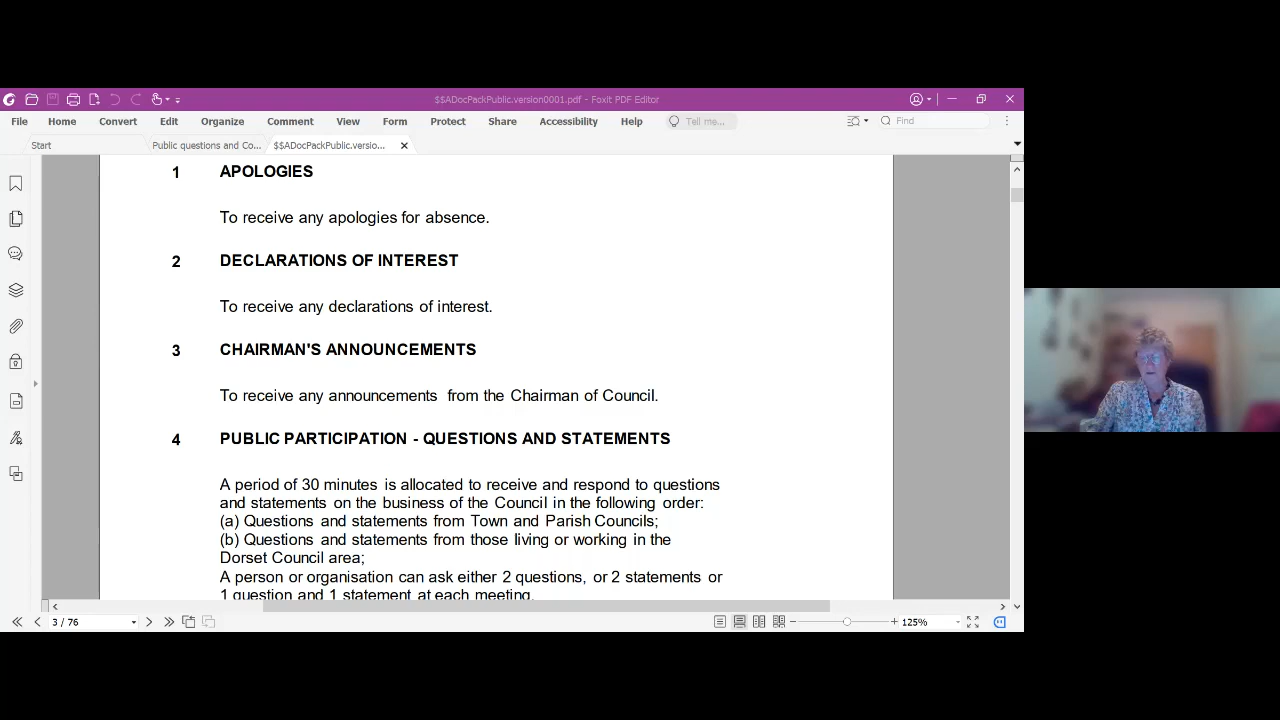 $$ADocPackPublic.version0001.pdf - Foxit PDF Editor
File Home Convert Edit Organize Comment View Form Protect Share Accessibility Help Tell me... Find
Start Public questions and Co... $$ADocPackPublic.versio...
1 APOLOGIES
To receive any apologies for absence.
2 DECLARATIONS OF INTEREST
To receive any declarations of interest.
3 CHAIRMAN'S ANNOUNCEMENTS
To receive any announcements from the Chairman of Council.
4 PUBLIC PARTICIPATION - QUESTIONS AND STATEMENTS
A period of 30 minutes is allocated to receive and respond to questions
and statements on the business of the Council in the following order:
(a) Questions and statements from Town and Parish Councils;
(b) Questions and statements from those living or working in the
Dorset Council area;
A person or organisation can ask either 2 questions, or 2 statements or
1 question and 1 statement at each meeting.
3 / 76 125%